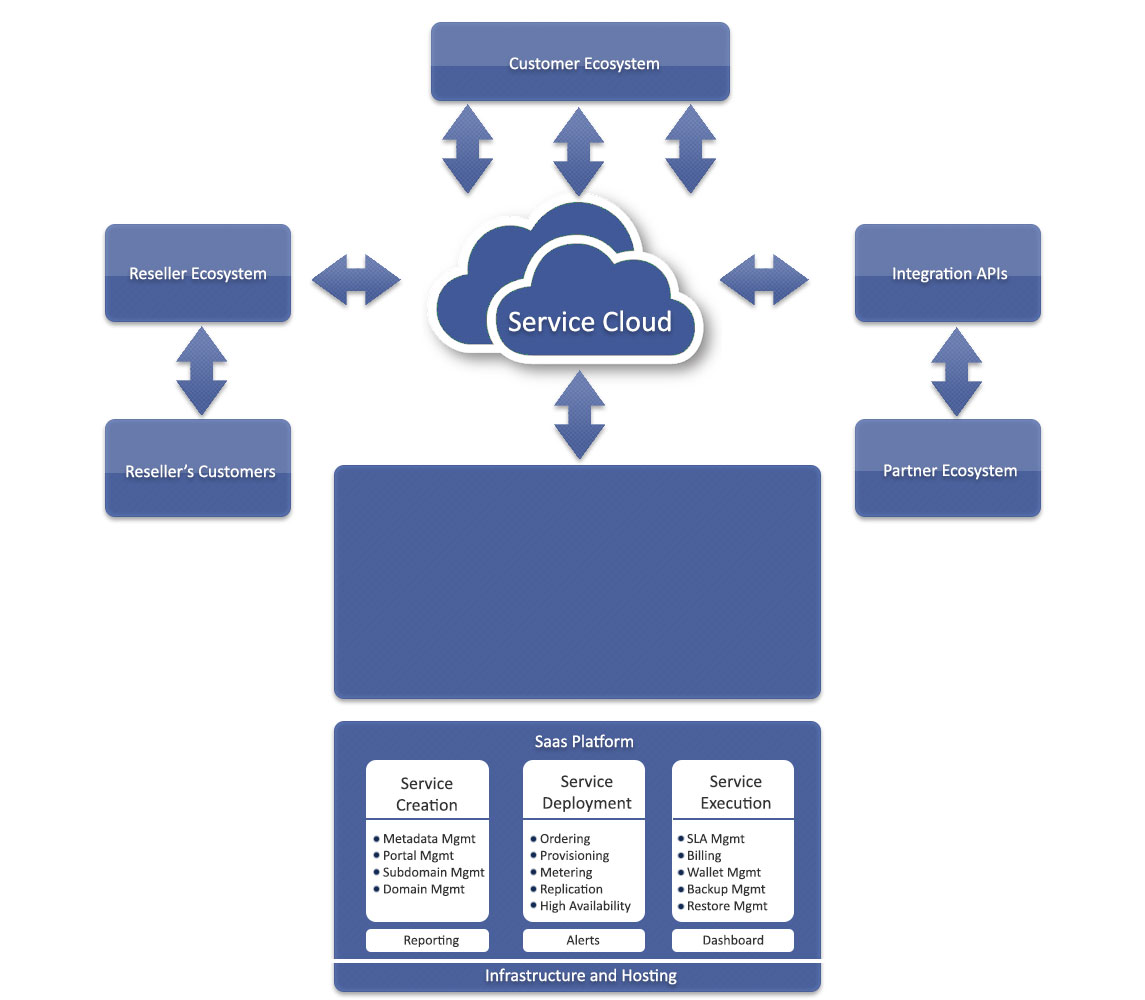 Customer Ecosystem
Reseller Ecosystem
Integration APIs
Service Cloud
Reseller’s Customers
Partner Ecosystem
Saas Platform
Service
Creation
• Metadata Mgmt
• Portal Mgmt
• Subdomain Mgmt
• Domain Mgmt
Reporting
Service
Deployment
• Ordering
• Provisioning
• Metering
• Replication
• High Availability
Alerts
Service
Execution
• SLA Mgmt
• Billing
• Wallet Mgmt
• Backup Mgmt
• Restore Mgmt
Dashboard
Infrastructure and Hosting